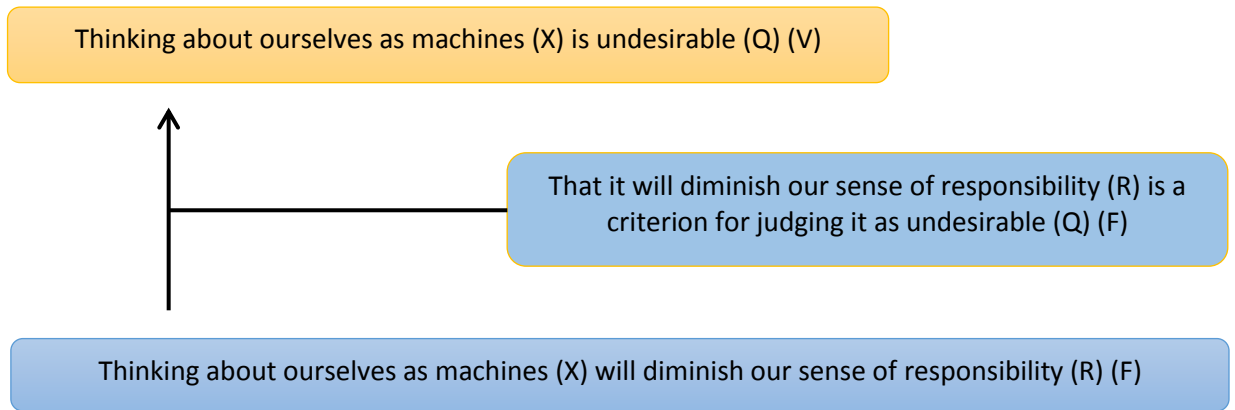 Thinking about ourselves as machines (X) is undesirable (Q) (V)
That it will diminish our sense of responsibility (R) is a
criterion for judging it as undesirable (Q) (F)
Thinking about ourselves as machines (X) will diminish our sense of responsibility (R) (F)